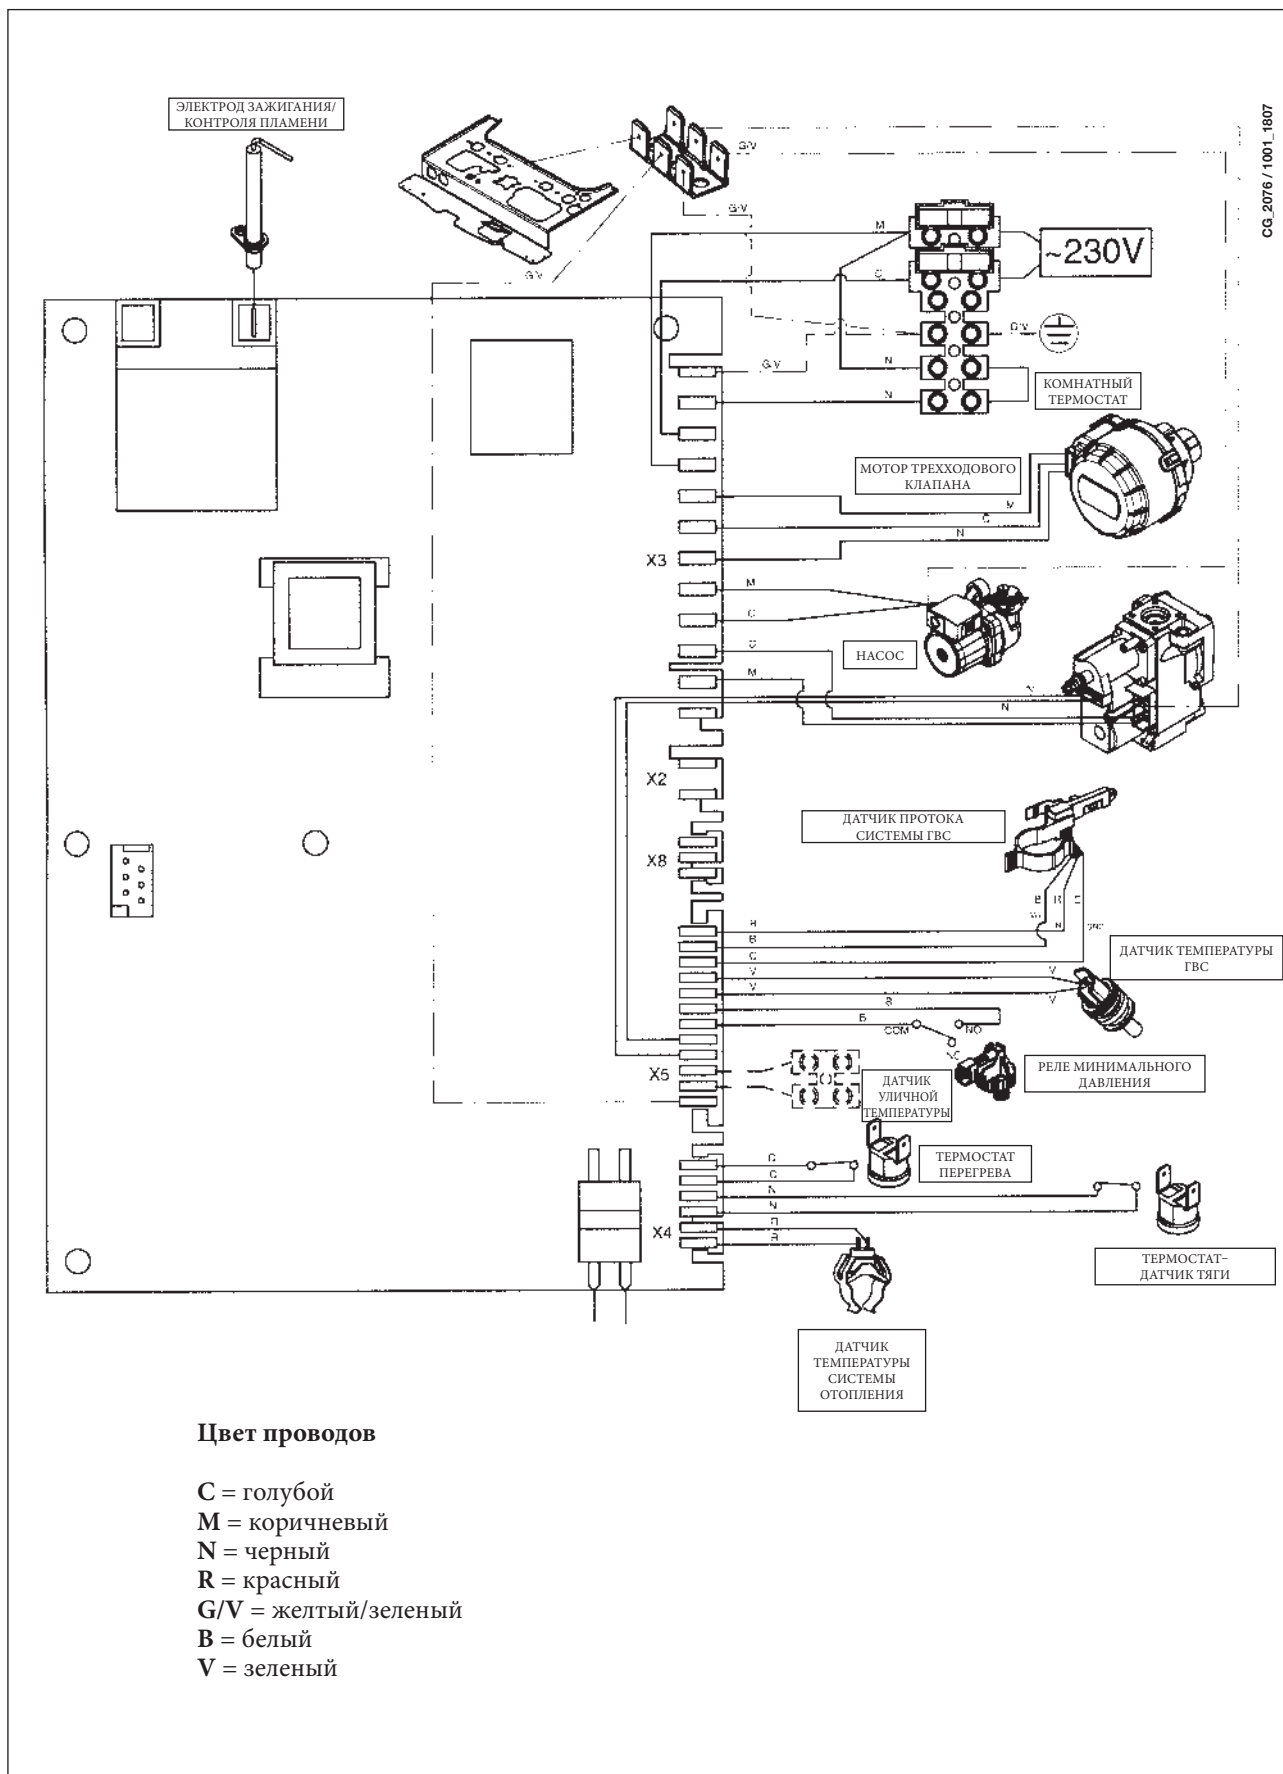 ЭЛЕКТРОД ЗАЖИГАНИЯ/
КОНТРОЛЯ ПЛАМЕНИ
CG_2076 / 1001_1807
G/V
G/V
G/V
M
~230V
C
G/V
G/V
N
N
КОМНАТНЫЙ
ТЕРМОСТАТ
МОТОР ТРЕХХОДОВОГО
КЛАПАНА
M
C
N
X3
M
C
НАСОС
C
M
N
N
X2
ДАТЧИК ПРОТОКА
СИСТЕМЫ ГВС
X8
B
R
C
R
N
B
C
ДАТЧИК ТЕМПЕРАТУРЫ
ГВС
V
V
V
V
B
B
COM
NO
РЕЛЕ МИНИМАЛЬНОГО
ДАВЛЕНИЯ
X5
ДАТЧИК
УЛИЧНОЙ
ТЕМПЕРАТУРЫ
ТЕРМОСТАТ
ПЕРЕГРЕВА
C
C
N
N
X4
R
R
ТЕРМОСТАТ-
ДАТЧИК ТЯГИ
ДАТЧИК
ТЕМПЕРАТУРЫ
СИСТЕМЫ
ОТОПЛЕНИЯ
Цвет проводов
C = голубой
M = коричневый
N = черный
R = красный
G/V = желтый/зеленый
B = белый
V = зеленый